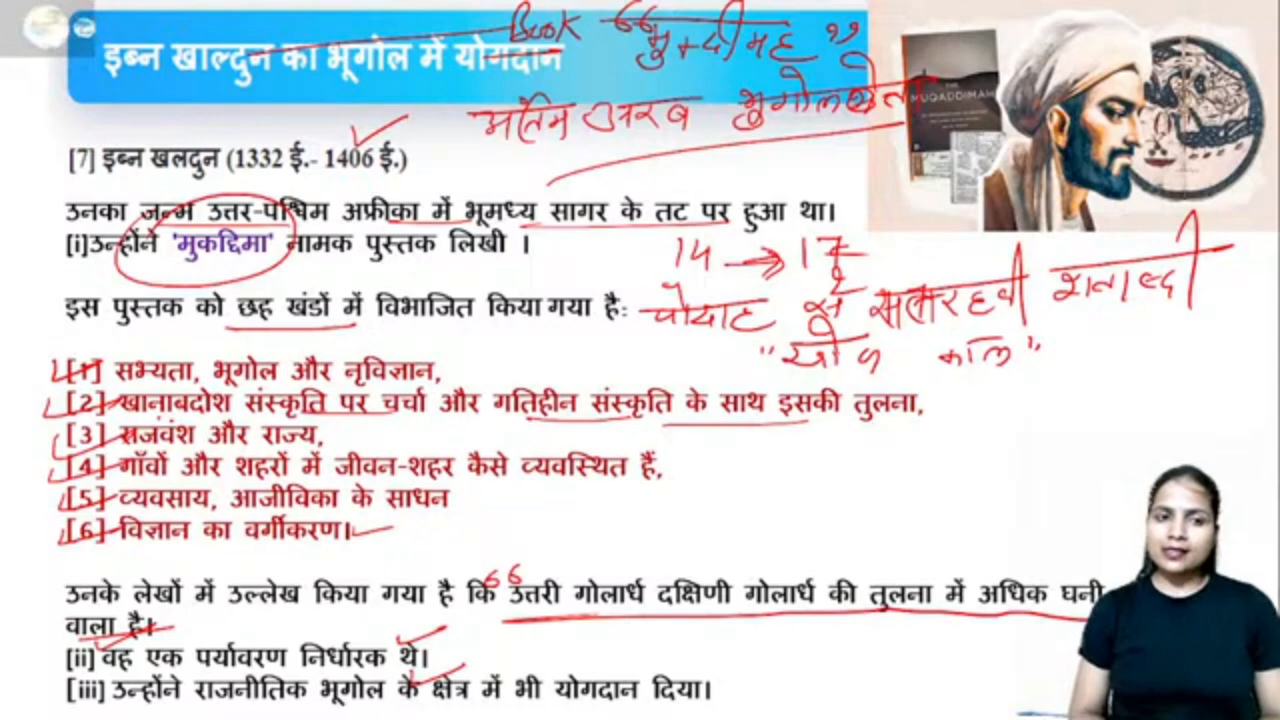 इब्न खाल्दुन का भूगोल में योगदान
Book "मुकदीमह"
अंतिम अरब भूगोलवेता
THE
MUQADDIMAH
[7] इब्न खलदुन (1332 ई.- 1406 ई.)
उनका जन्म उत्तर-पश्चिम अफ्रीका में भूमध्य सागर के तट पर हुआ था।
[i]उन्होंने 'मुकद्दिमा' नामक पुस्तक लिखी ।
14 → 17
इस पुस्तक को छह खंडों में विभाजित किया गया है:
से सतारहवी शताब्दी
काल"
[1] सभ्यता, भूगोल और नृविज्ञान,
[2] खानाबदोश संस्कृति पर चर्चा और गतिहीन संस्कृति के साथ इसकी तुलना,
[3] राजवंश और राज्य,
[4] गाँवों और शहरों में जीवन-शहर कैसे व्यवस्थित हैं,
[5] व्यवसाय, आजीविका के साधन
[6] विज्ञान का वर्गीकरण।
उनके लेखों में उल्लेख किया गया है कि उत्तरी गोलार्ध दक्षिणी गोलार्ध की तुलना में अधिक घनी
वाला है।
[ii] वह एक पर्यावरण निर्धारक थे।
[iii] उन्होंने राजनीतिक भूगोल के क्षेत्र में भी योगदान दिया।